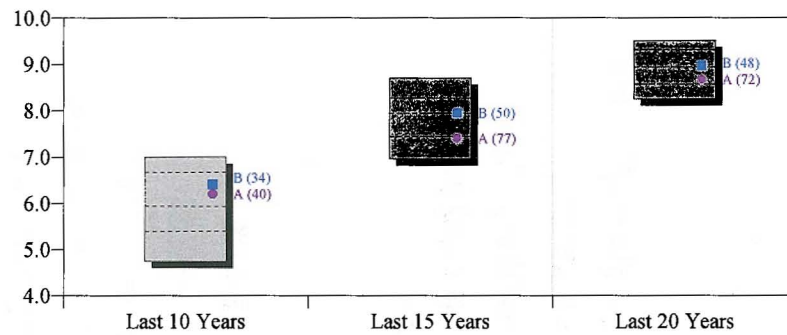 10.0
9.0
8.0
7.0
6.0
5.0
4.0
B (34)
A (40)
B (50)
A (77)
B (48)
A (72)
Last 10 Years
Last 15 Years
Last 20 Years